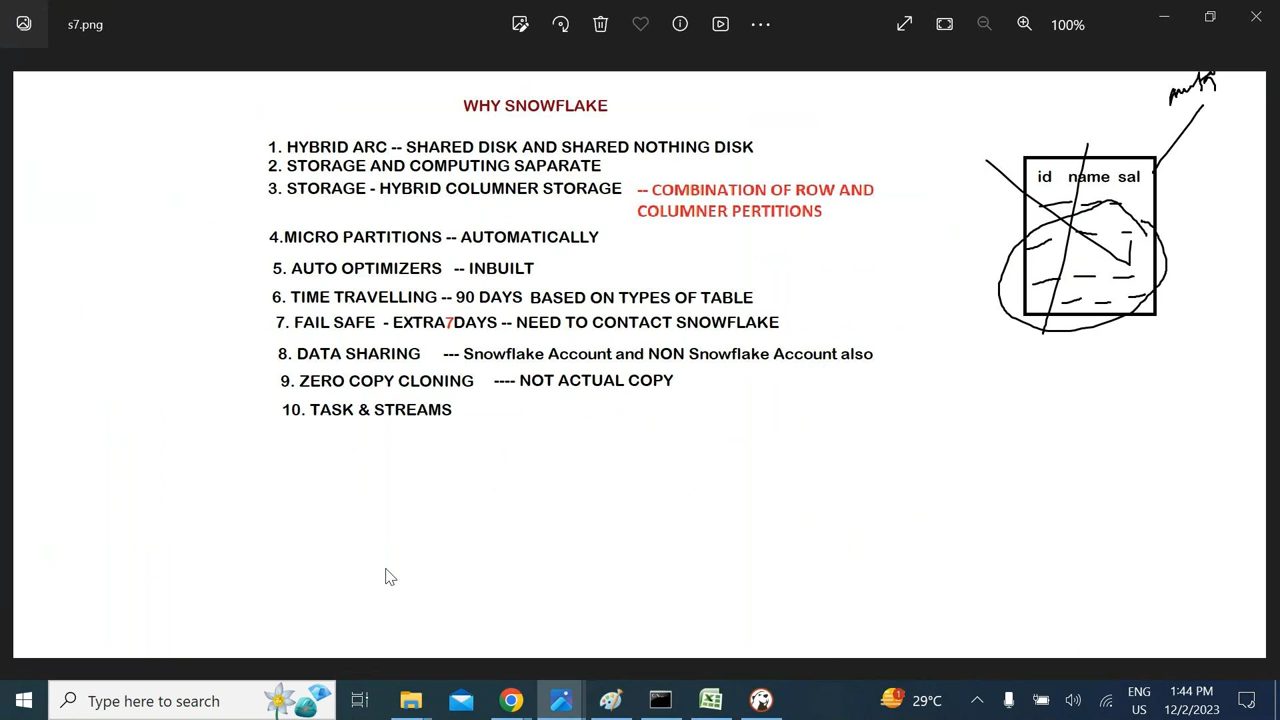 s7.png
100%
WHY SNOWFLAKE
1. HYBRID ARC -- SHARED DISK AND SHARED NOTHING DISK
2. STORAGE AND COMPUTING SAPARATE
3. STORAGE - HYBRID COLUMNER STORAGE -- COMBINATION OF ROW AND
COLUMNER PERTITIONS
4.MICRO PARTITIONS -- AUTOMATICALLY
5. AUTO OPTIMIZERS -- INBUILT
6. TIME TRAVELLING -- 90 DAYS BASED ON TYPES OF TABLE
7. FAIL SAFE - EXTRA7DAYS -- NEED TO CONTACT SNOWFLAKE
8. DATA SHARING --- Snowflake Account and NON Snowflake Account also
9. ZERO COPY CLONING ---- NOT ACTUAL COPY
10. TASK & STREAMS
id name sal
Type here to search
1
29°C
ENG
US
1:44 PM
12/2/2023